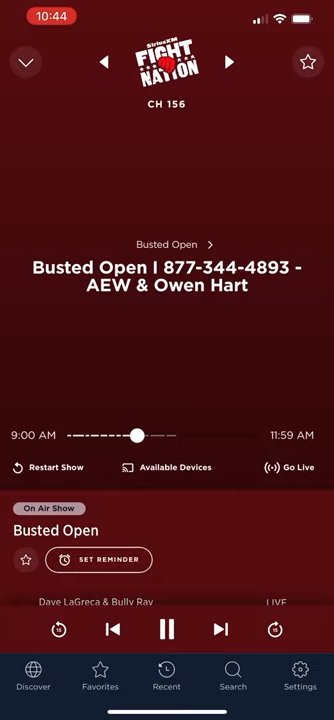 10:44
SiriusXM
FIGHT
NATION
CH 156
Busted Open
Busted Open I 877-344-4893 -
AEW & Owen Hart
9:00 AM
11:59 AM
Restart Show
Available Devices
Go Live
On Air Show
Busted Open
SET REMINDER
Dave LaGreca & Bully Ray
LIVE
15
15
Discover
Favorites
Recent
Search
Settings